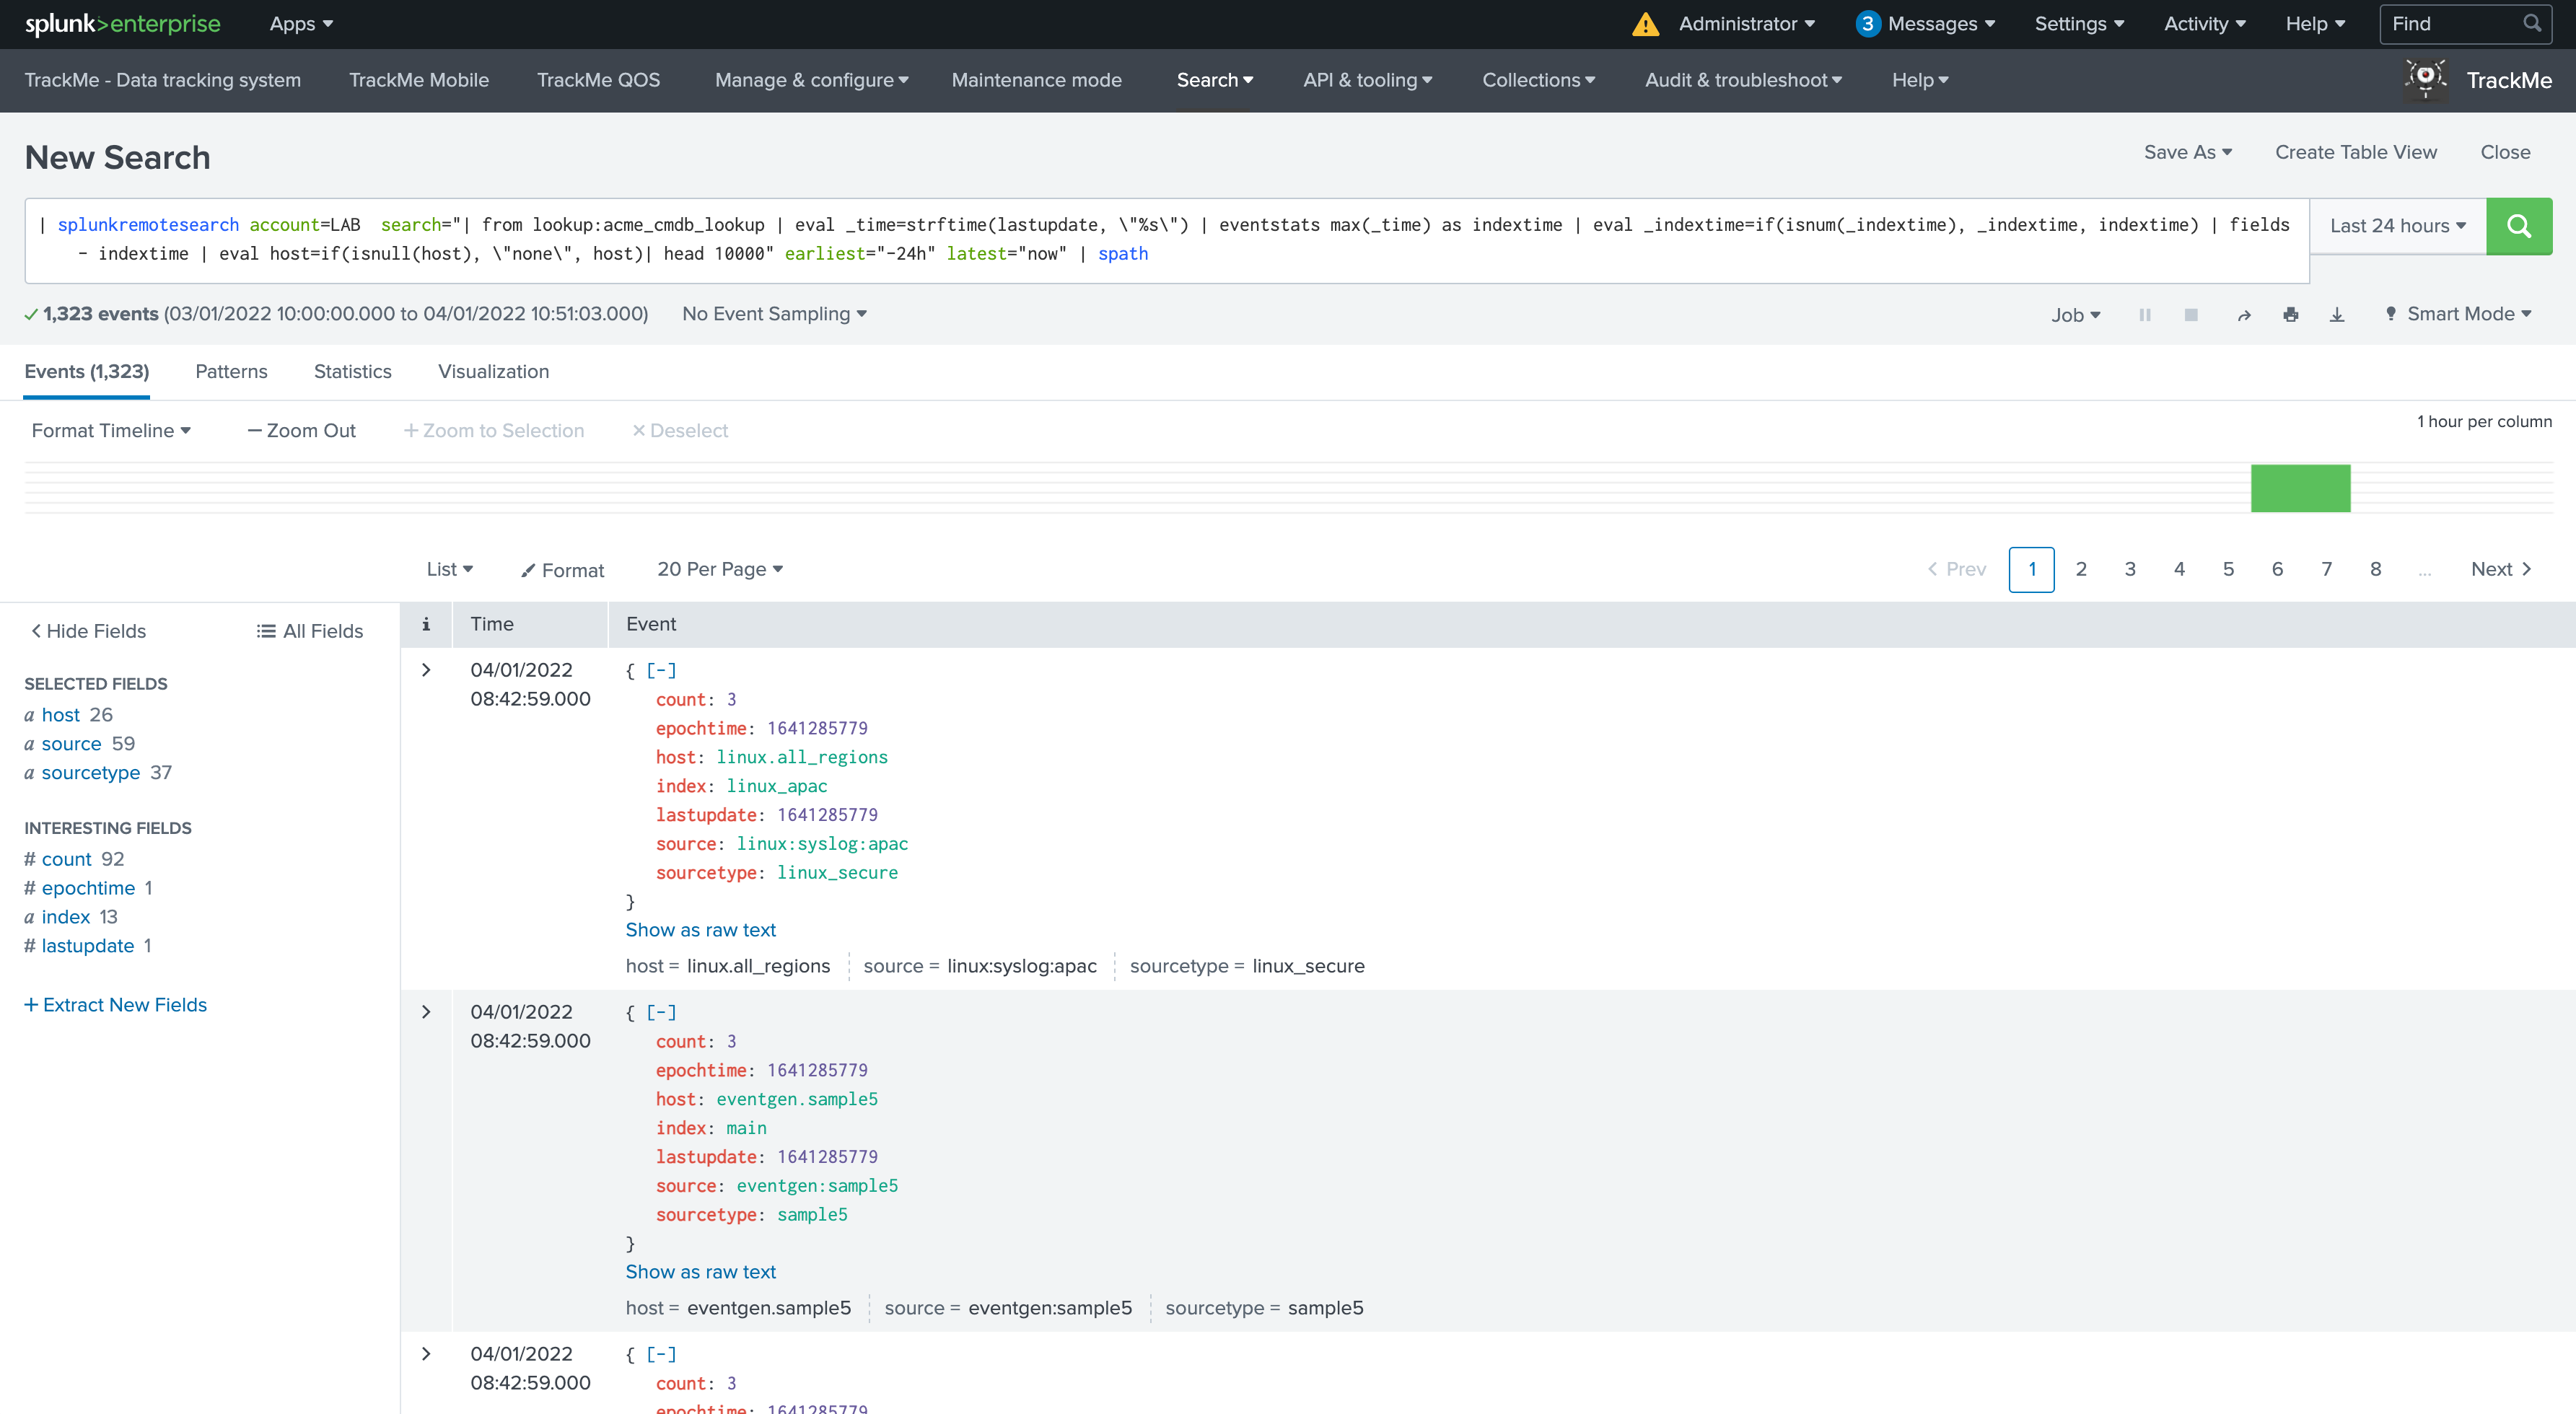 splunk>enterprise Apps Administrator 3 Messages Settings Activity Help Find
TrackMe - Data tracking system TrackMe Mobile TrackMe QOS Manage & configure Maintenance mode Search API & tooling Collections Audit & troubleshoot Help TrackMe
New Search Save As Create Table View Close
| splunkremotesearch account=LAB  search="| from lookup:acme_cmdb_lookup | eval _time=strftime(lastupdate, \"%s\") | eventstats max(_time) as indextime | eval _indextime=if(isnum(_indextime), _indextime, indextime) | fields
- indextime | eval host=if(isnull(host), \"none\", host)| head 10000" earliest="-24h" latest="now" | spath
Last 24 hours
1,323 events (03/01/2022 10:00:00.000 to 04/01/2022 10:51:03.000) No Event Sampling Job Smart Mode
Events (1,323) Patterns Statistics Visualization
Format Timeline — Zoom Out + Zoom to Selection × Deselect 1 hour per column
List Format 20 Per Page < Prev 1 2 3 4 5 6 7 8 ... Next >
< Hide Fields All Fields
SELECTED FIELDS
a host 26
a source 59
a sourcetype 37
INTERESTING FIELDS
# count 92
# epochtime 1
a index 13
# lastupdate 1
+ Extract New Fields
i Time Event
> 04/01/2022
08:42:59.000
{ [-]
count: 3
epochtime: 1641285779
host: linux.all_regions
index: linux_apac
lastupdate: 1641285779
source: linux:syslog:apac
sourcetype: linux_secure
}
Show as raw text
host = linux.all_regions source = linux:syslog:apac sourcetype = linux_secure
> 04/01/2022
08:42:59.000
{ [-]
count: 3
epochtime: 1641285779
host: eventgen.sample5
index: main
lastupdate: 1641285779
source: eventgen:sample5
sourcetype: sample5
}
Show as raw text
host = eventgen.sample5 source = eventgen:sample5 sourcetype = sample5
> 04/01/2022
08:42:59.000
{ [-]
count: 3
epochtime: 1641285779